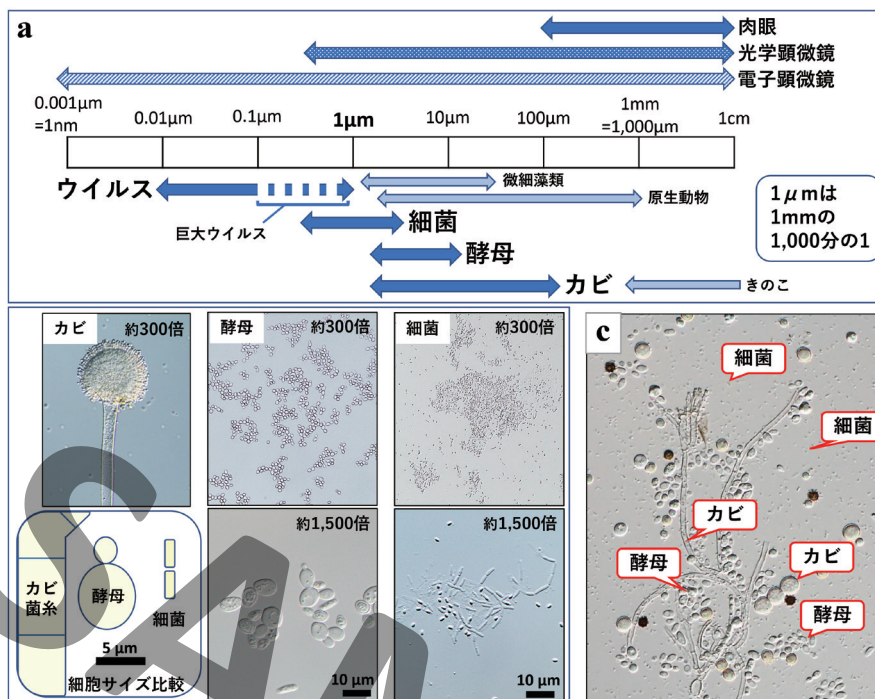 a
肉眼
光学顕微鏡
電子顕微鏡
0.001μm
=1nm
0.01μm
0.1μm
1μm
10μm
100μm
1mm
=1,000μm
1cm
ウイルス
微細藻類
原生動物
巨大ウイルス
細菌
酵母
カビ
きのこ
1μmは
1mmの
1,000分の1
カビ
約300倍
酵母
約300倍
細菌
約300倍
カビ
菌糸
酵母
細菌
5 μm
細胞サイズ比較
約1,500倍
10 μm
約1,500倍
10 μm
c
細菌
細菌
カビ
酵母
カビ
酵母
SAM